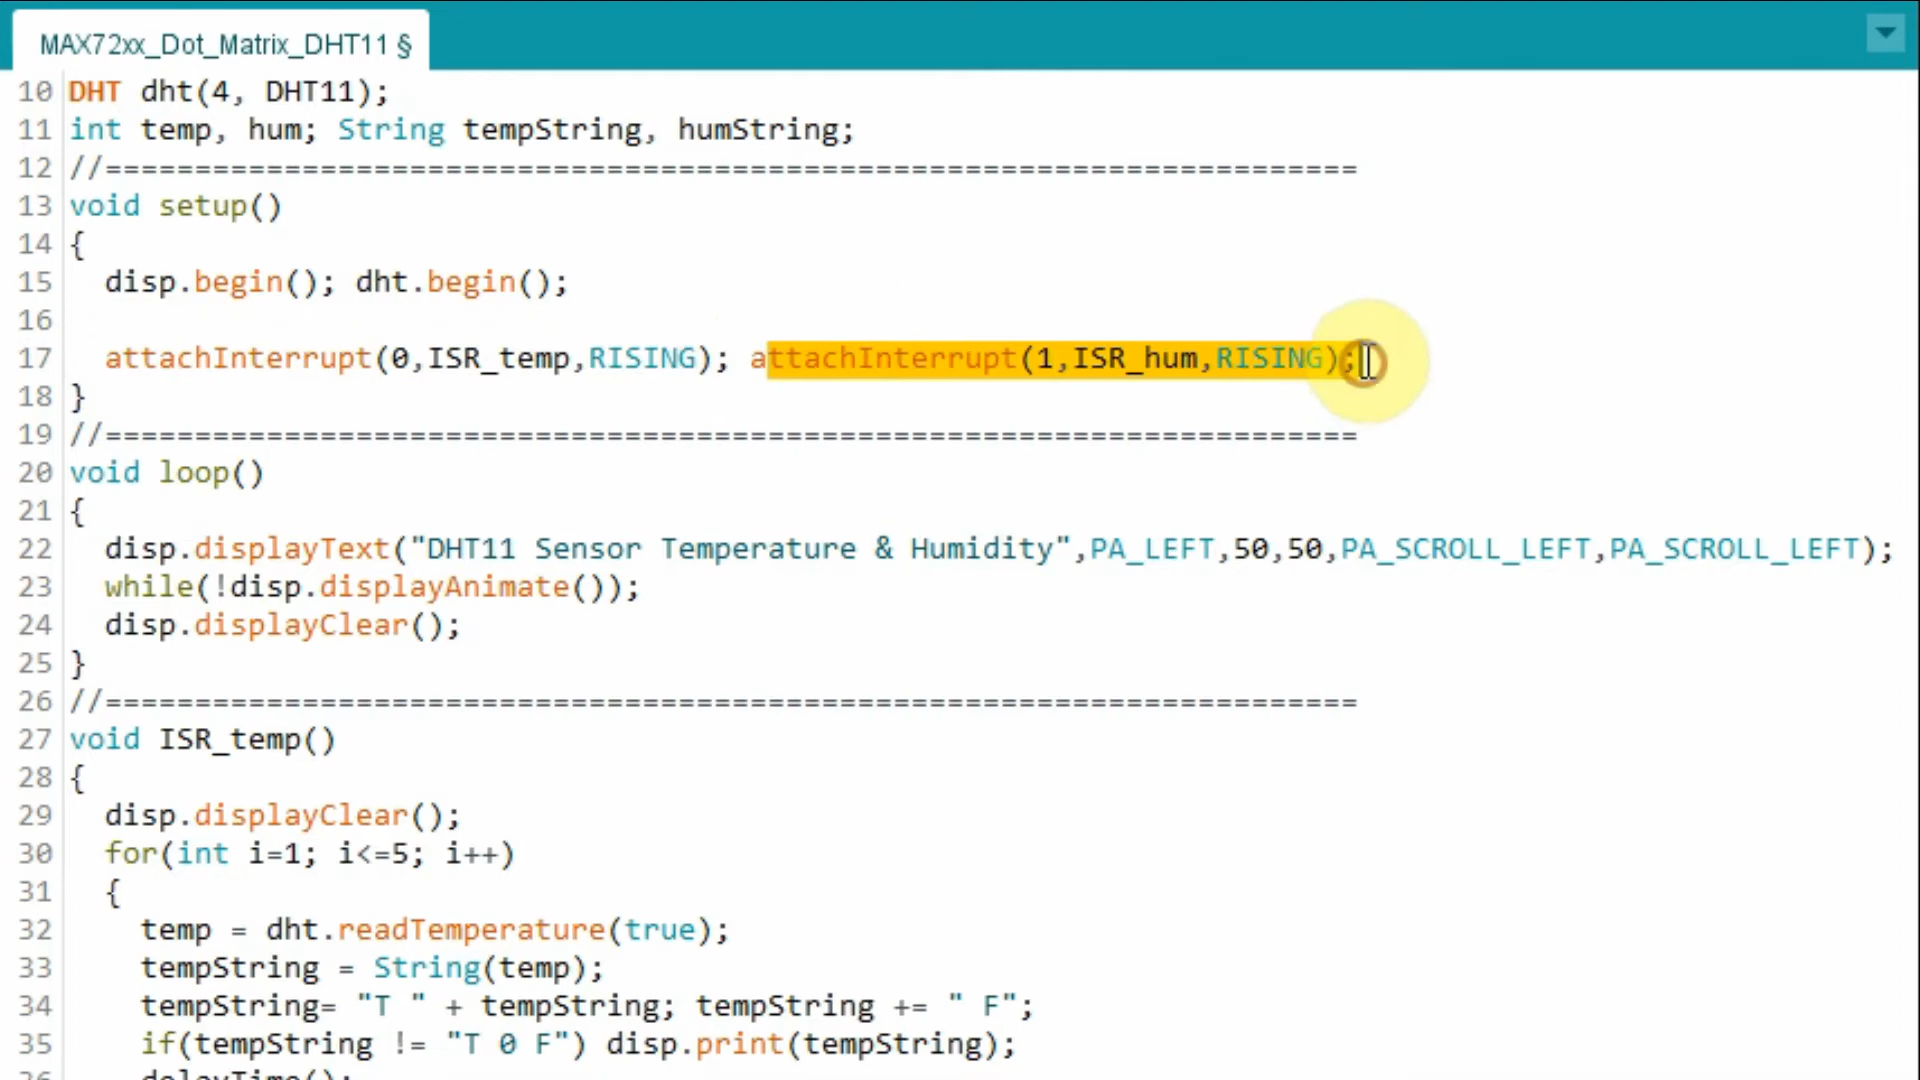 MAX72xx_Dot_Matrix_DHT11 §
10 DHT dht(4, DHT11);
11 int temp, hum; String tempString, humString;
12 //======================================================================
13 void setup()
14 {
15   disp.begin(); dht.begin();
16
17   attachInterrupt(0,ISR_temp,RISING); attachInterrupt(1,ISR_hum,RISING);
18 }
19 //======================================================================
20 void loop()
21 {
22   disp.displayText("DHT11 Sensor Temperature & Humidity",PA_LEFT,50,50,PA_SCROLL_LEFT,PA_SCROLL_LEFT);
23   while(!disp.displayAnimate());
24   disp.displayClear();
25 }
26 //======================================================================
27 void ISR_temp()
28 {
29   disp.displayClear();
30   for(int i=1; i<=5; i++)
31   {
32     temp = dht.readTemperature(true);
33     tempString = String(temp);
34     tempString= "T " + tempString; tempString += " F";
35     if(tempString != "T 0 F") disp.print(tempString);
36     delayTime();